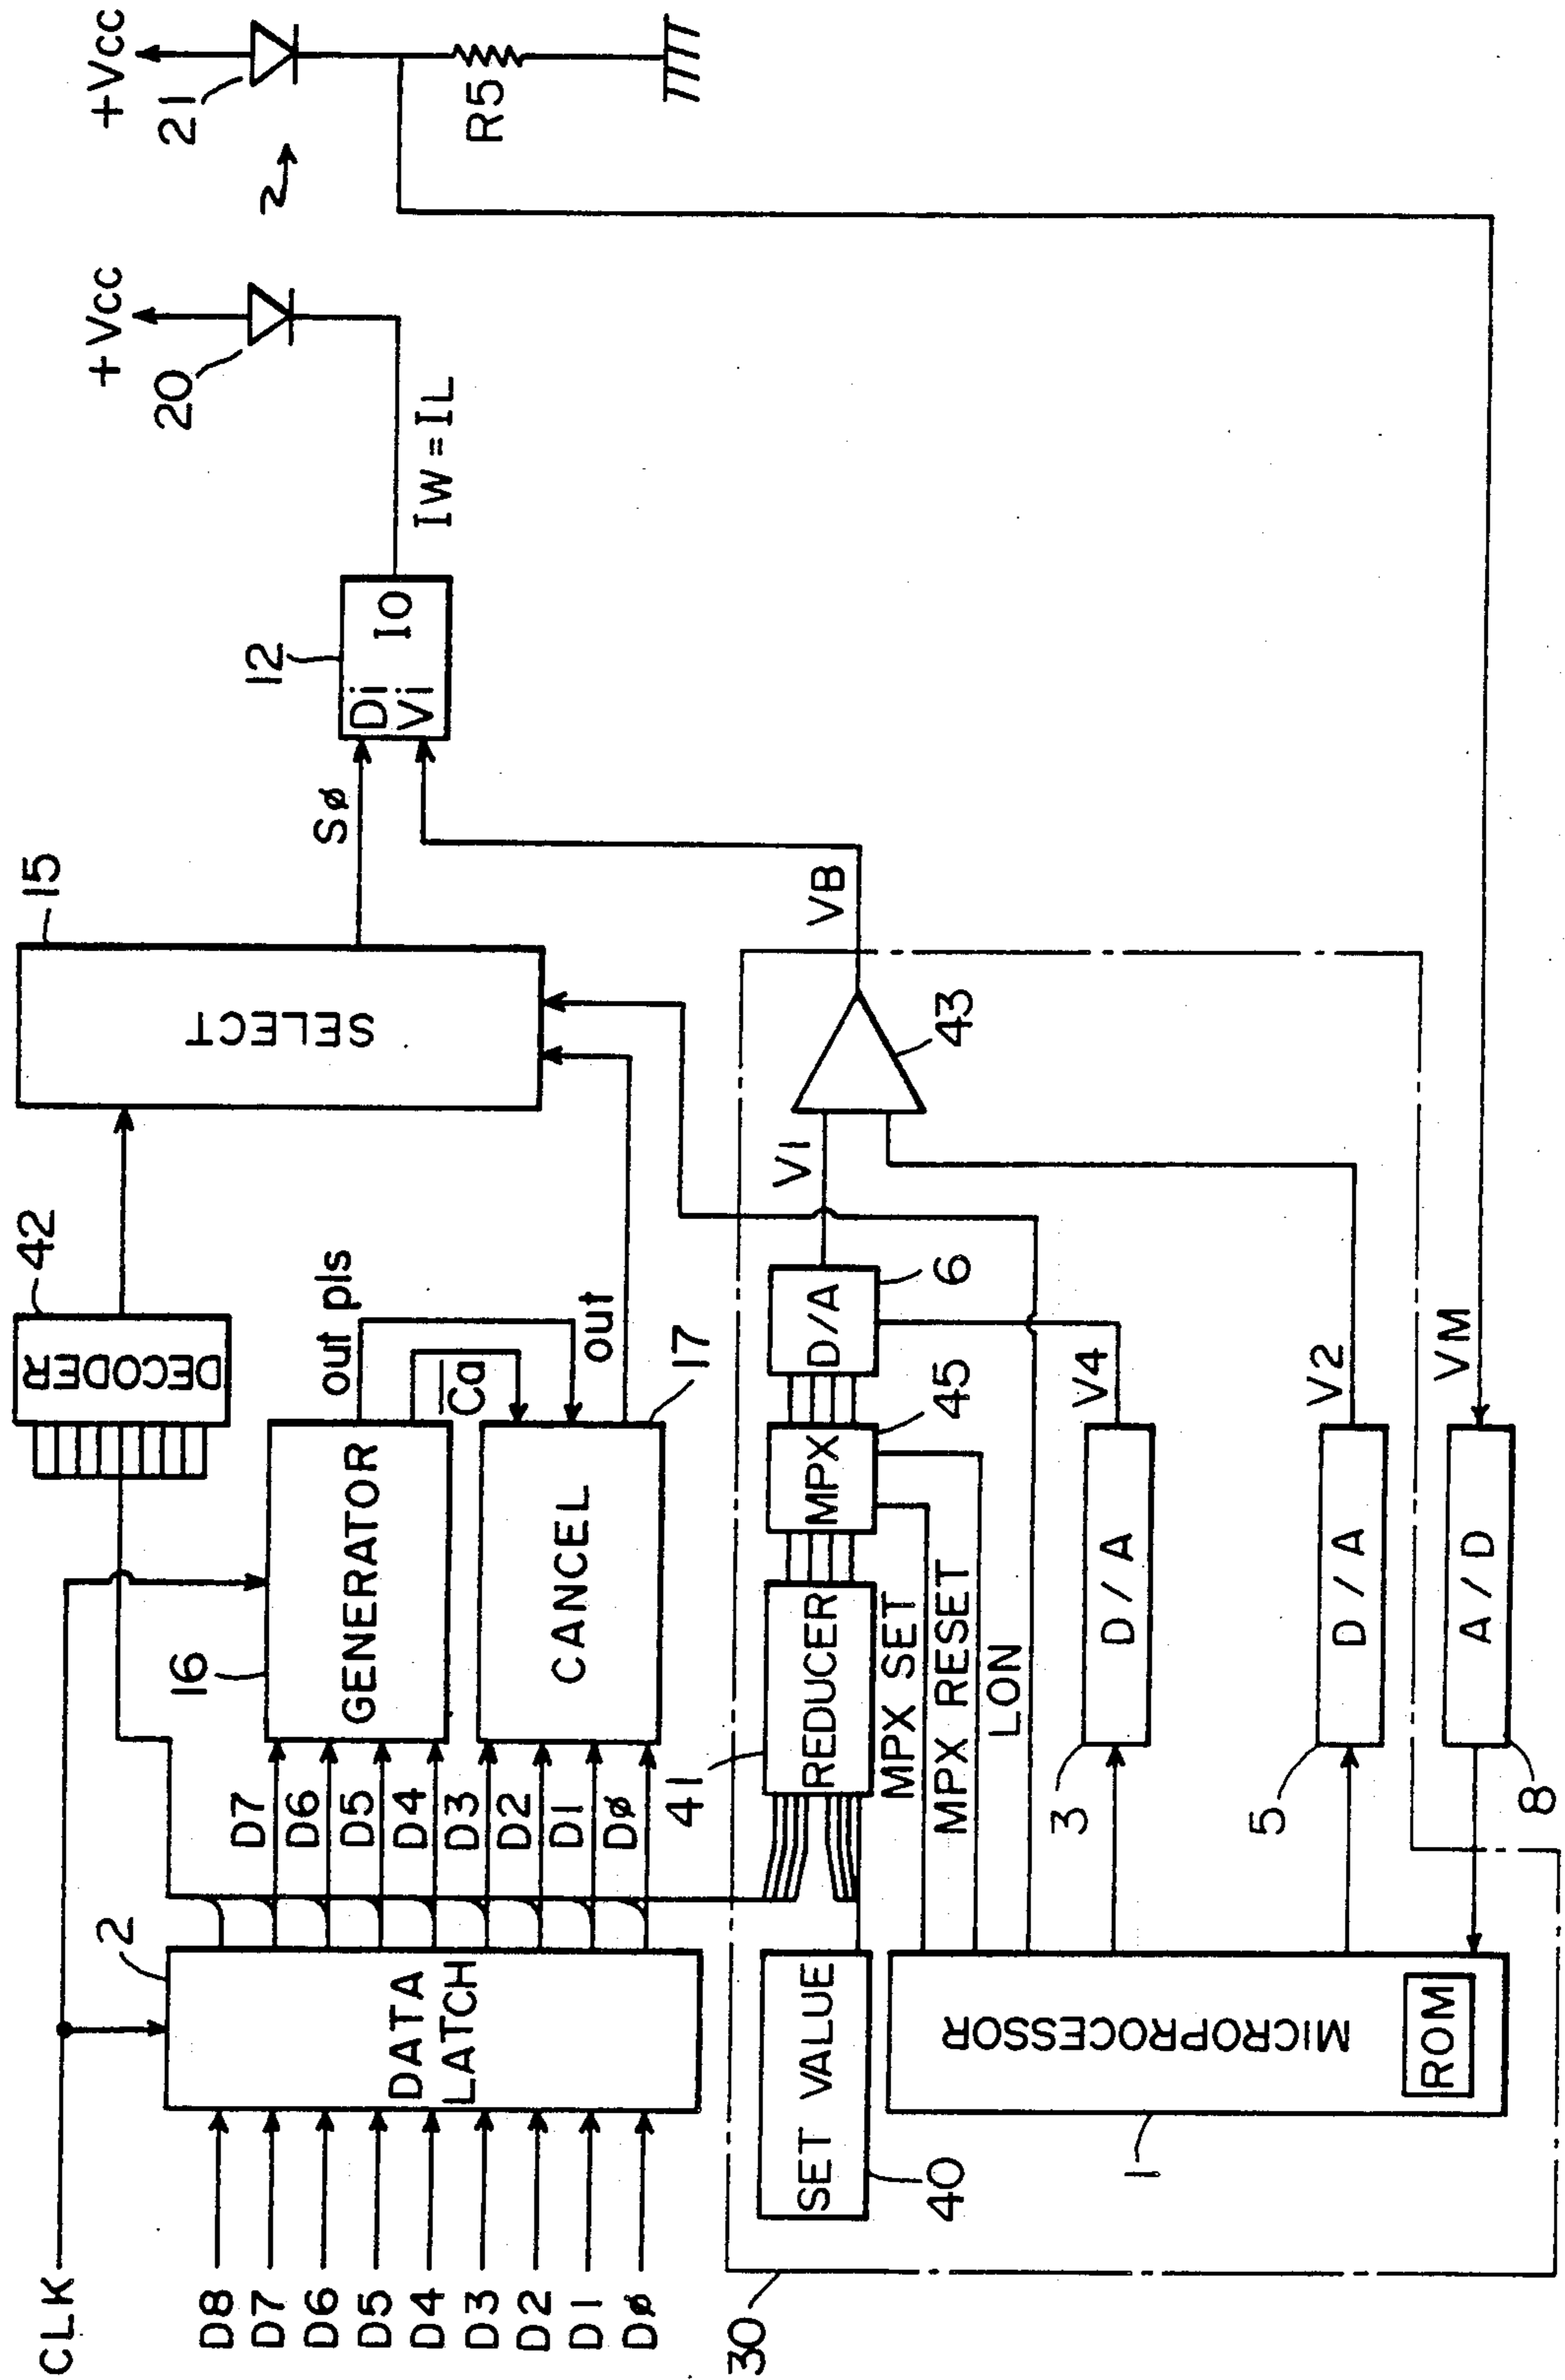 CLK
D8
D7
D6
D5
D4
D3
D2
D1
Dø
2
DATA
LATCH
D7
D6
D5
D4
D3
D2
D1
Dø
16
GENERATOR
CANCEL
17
out pls
C̅a̅
out
42
DECODER
15
SELECT
Sø
12
Di
Vi
IO
IW=IL
+Vcc
20
2
+Vcc
21
R5
30
SET VALUE
40
41
REDUCER
MPX
45
D/A
6
V1
43
VB
MPX SET
MPX RESET
LON
MICROPROCESSOR
ROM
1
3
D/A
V4
5
D/A
V2
8
A/D
VM